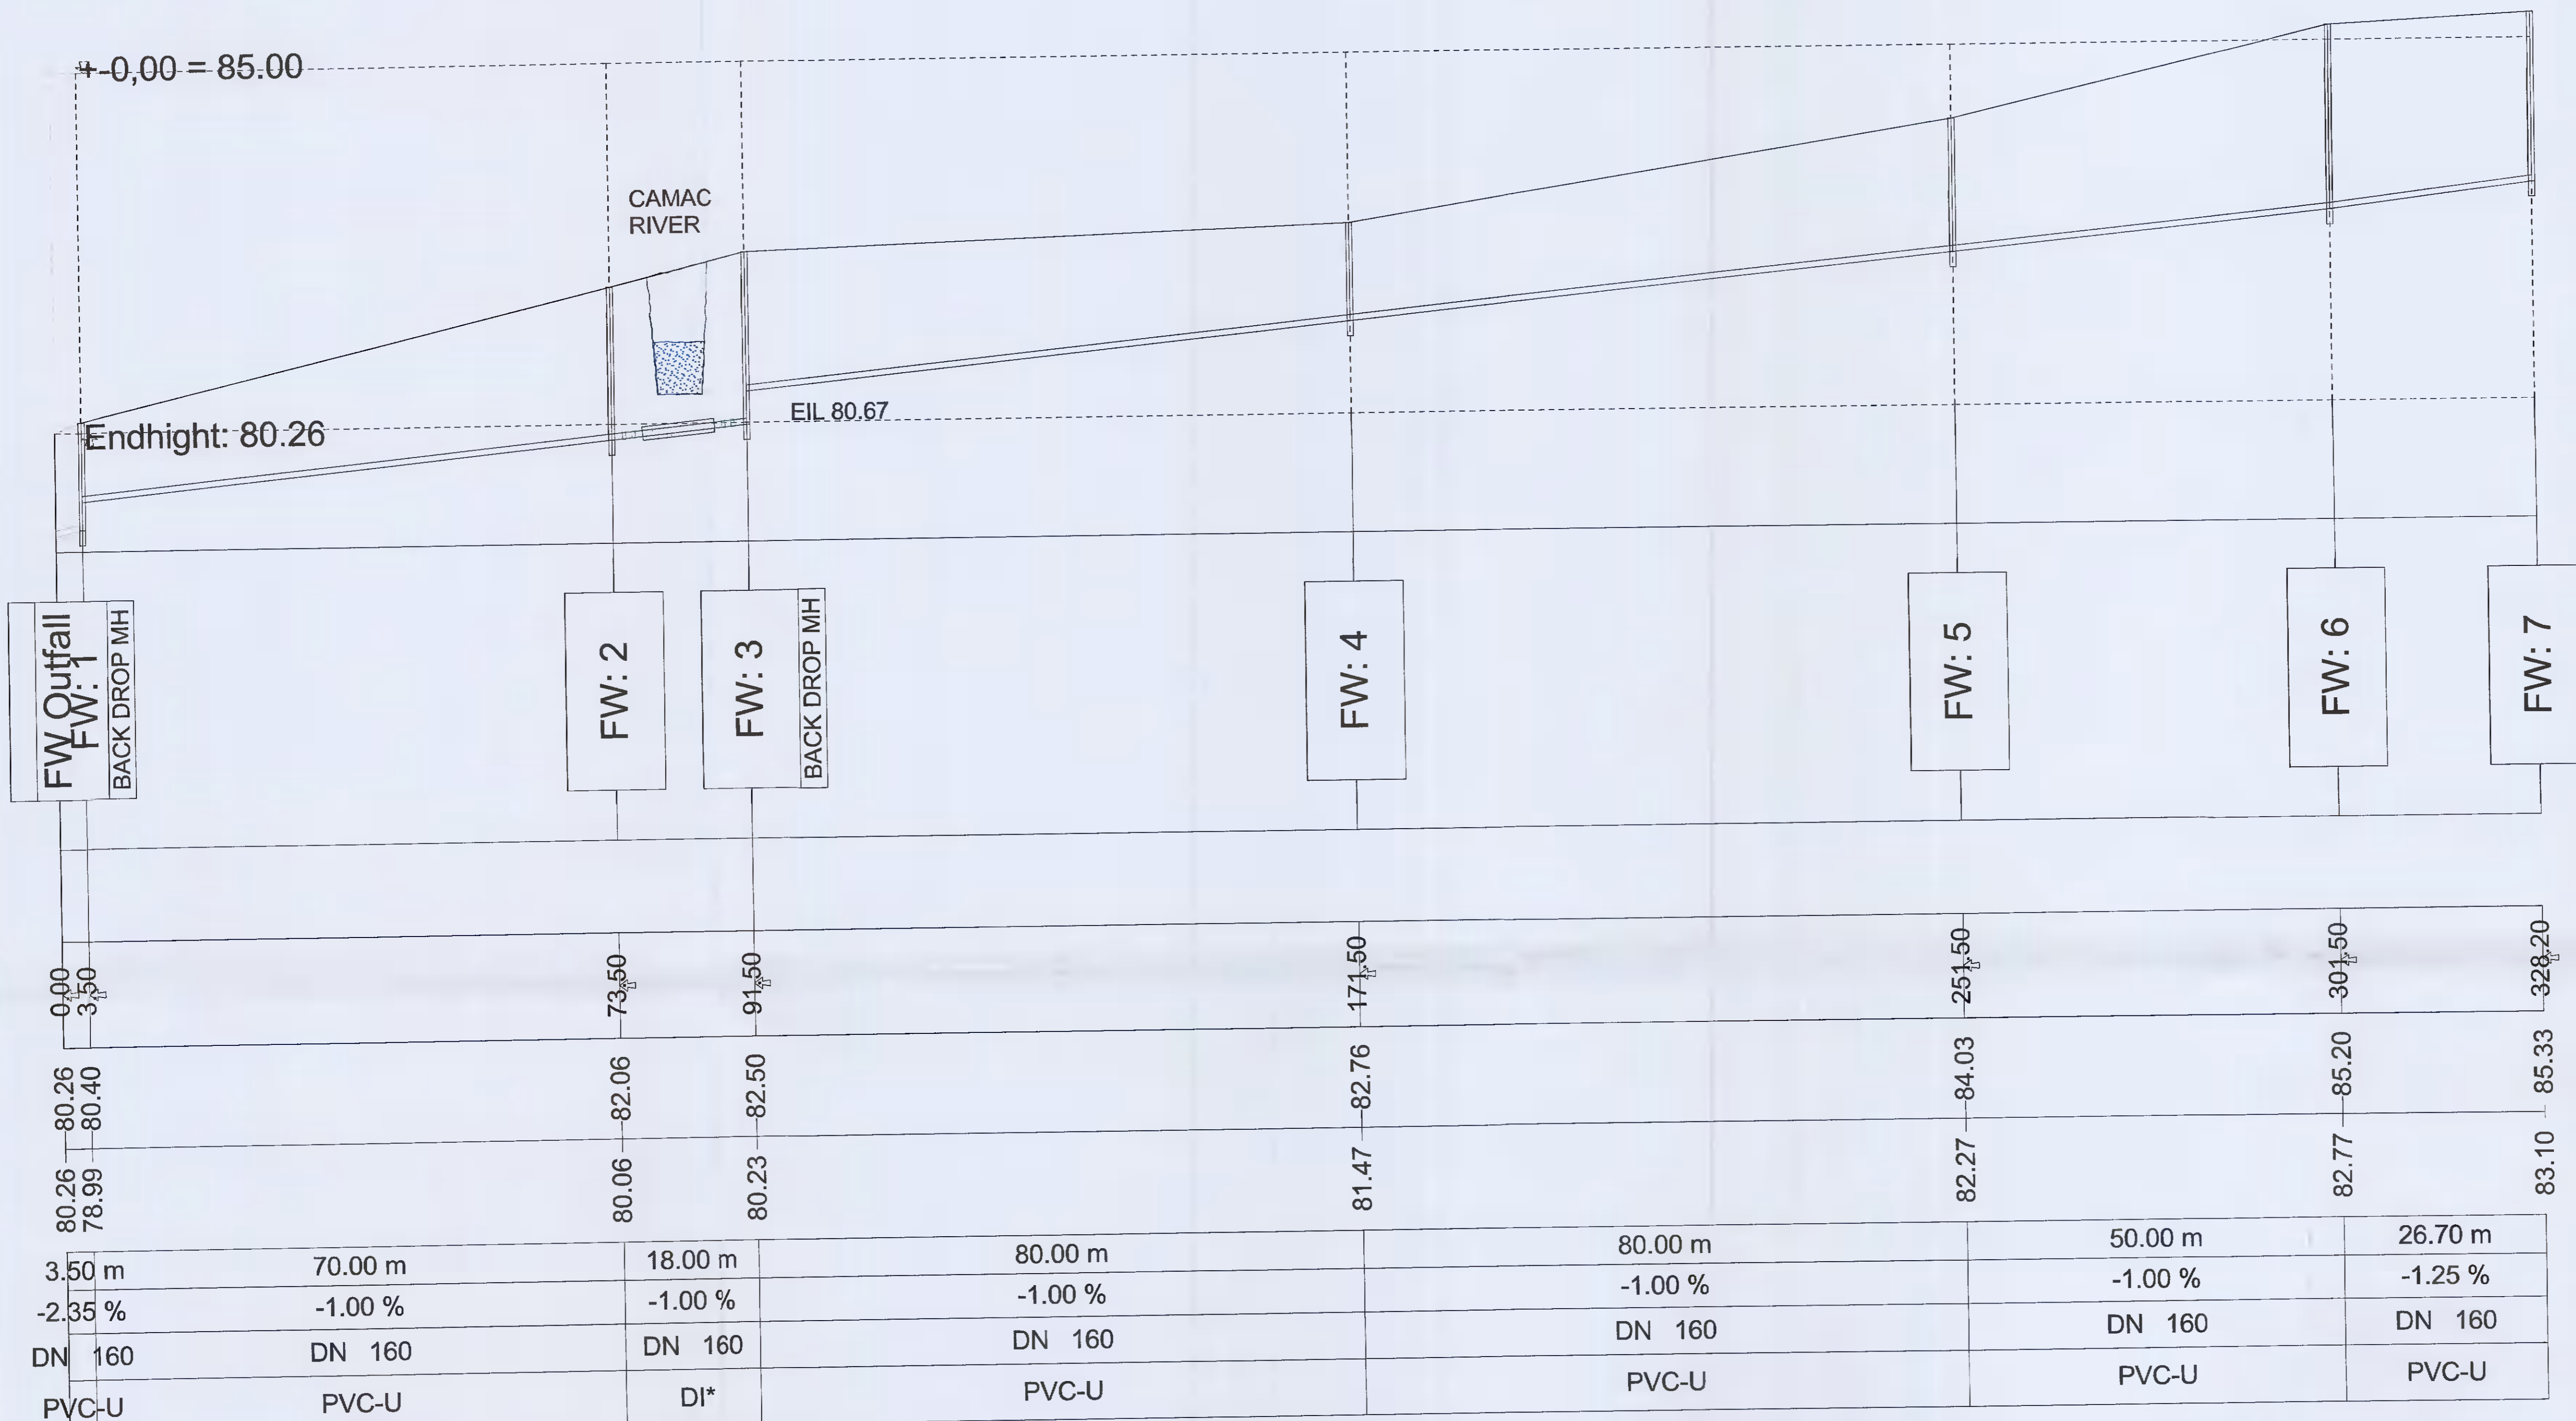 +-0,00 = 85.00
CAMAC
RIVER
EIL 80.67
Endhight: 80.26
FW Outfall
FW: 1
BACK DROP MH
FW: 2
FW: 3
BACK DROP MH
FW: 4
FW: 5
FW: 6
FW: 7
0.00 3.50 73.50 91.50 171.50 251.50 301.50 328.20
80.26 80.40 82.06 82.50 82.76 84.03 85.20 85.33
80.26 78.99 80.06 80.23 81.47 82.27 82.77 83.10
3.50 m 70.00 m 18.00 m 80.00 m 80.00 m 50.00 m 26.70 m
-2.35 % -1.00 % -1.00 % -1.00 % -1.00 % -1.00 % -1.25 %
DN 160 DN 160 DN 160 DN 160 DN 160 DN 160 DN 160
PVC-U PVC-U DI* PVC-U PVC-U PVC-U PVC-U